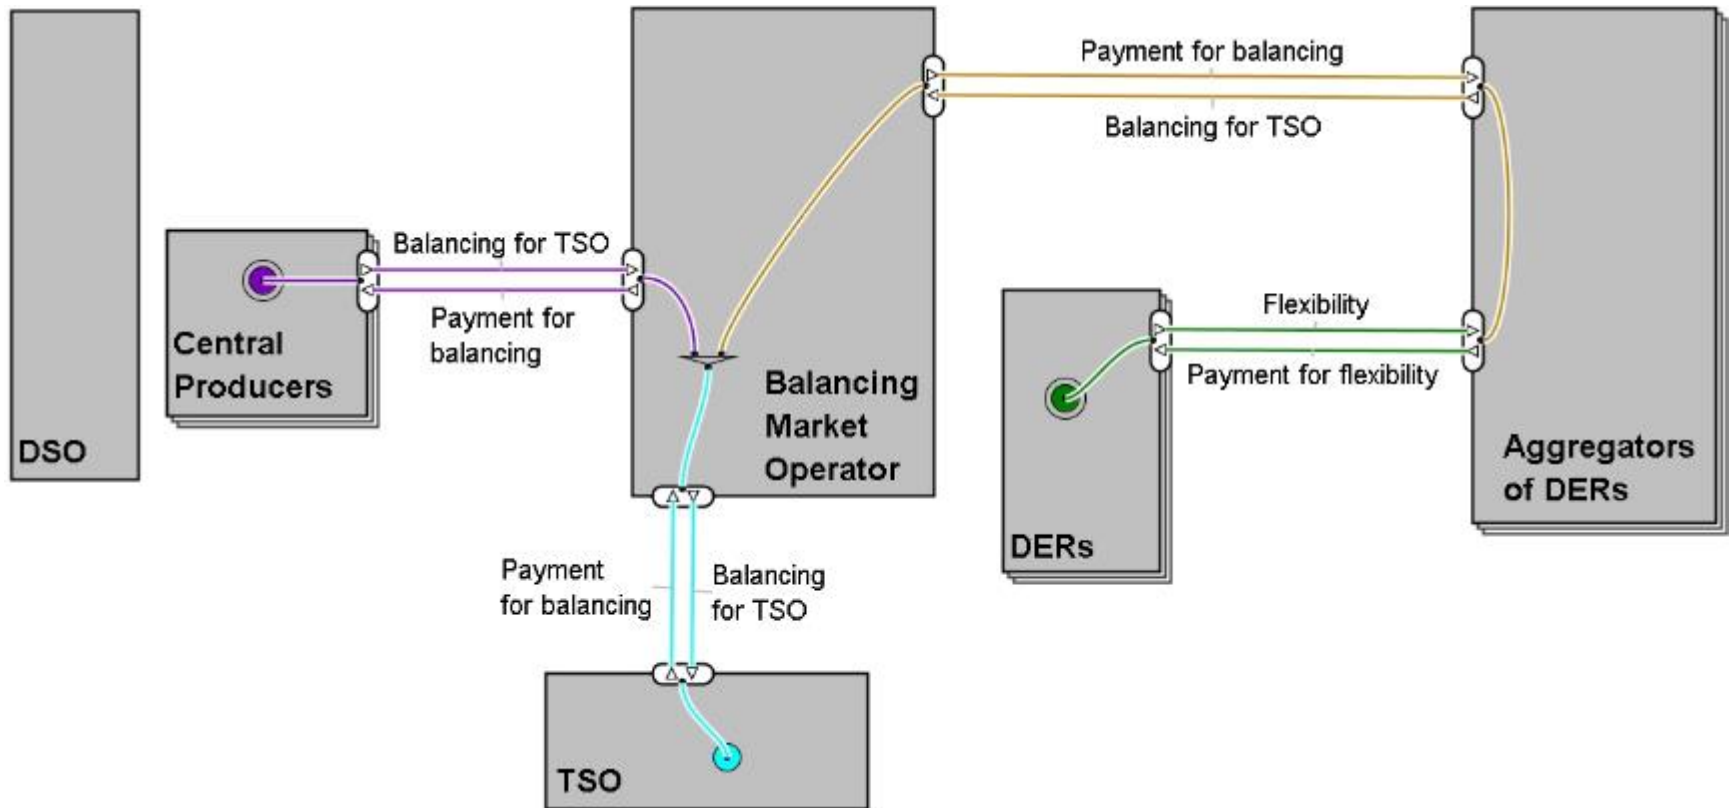 Payment for balancing
Balancing for TSO
Balancing for TSO
Payment for
balancing
Central
Producers
DSO
Balancing
Market
Operator
Flexibility
Payment for flexibility
DERs
Aggregators
of DERs
Payment
for balancing
Balancing
for TSO
TSO